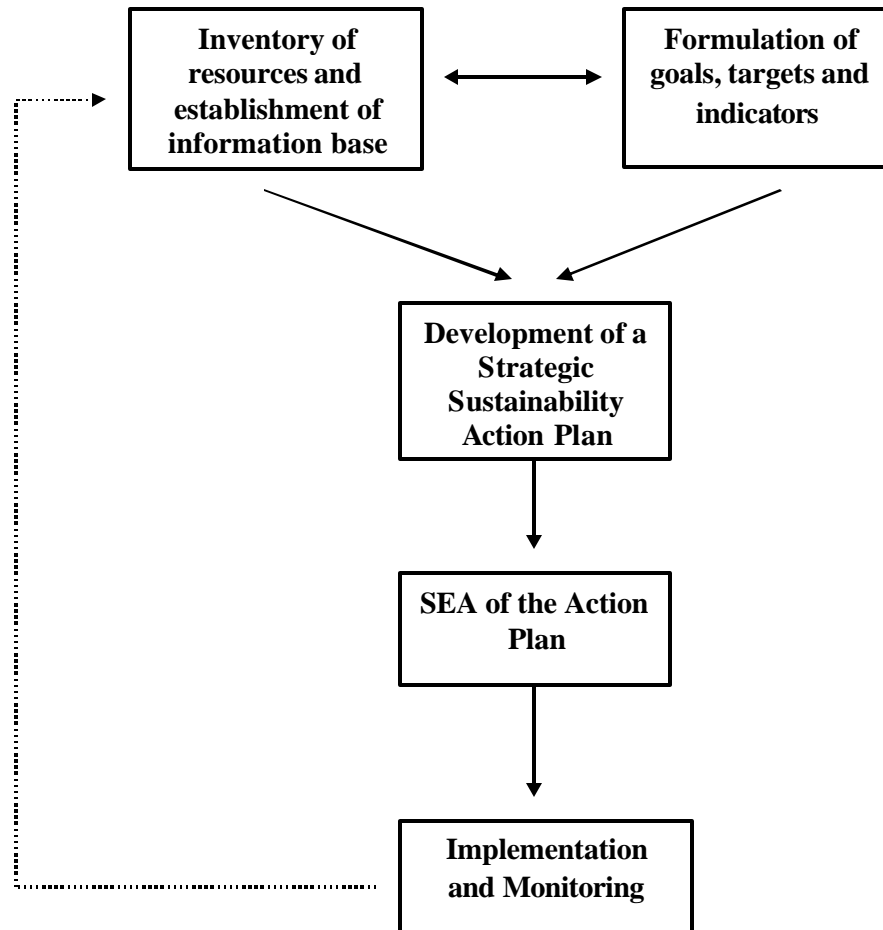 Inventory of
resources and
establishment of
information base
Formulation of
goals, targets and
indicators
Development of a
Strategic
Sustainability
Action Plan
SEA of the Action
Plan
Implementation
and Monitoring